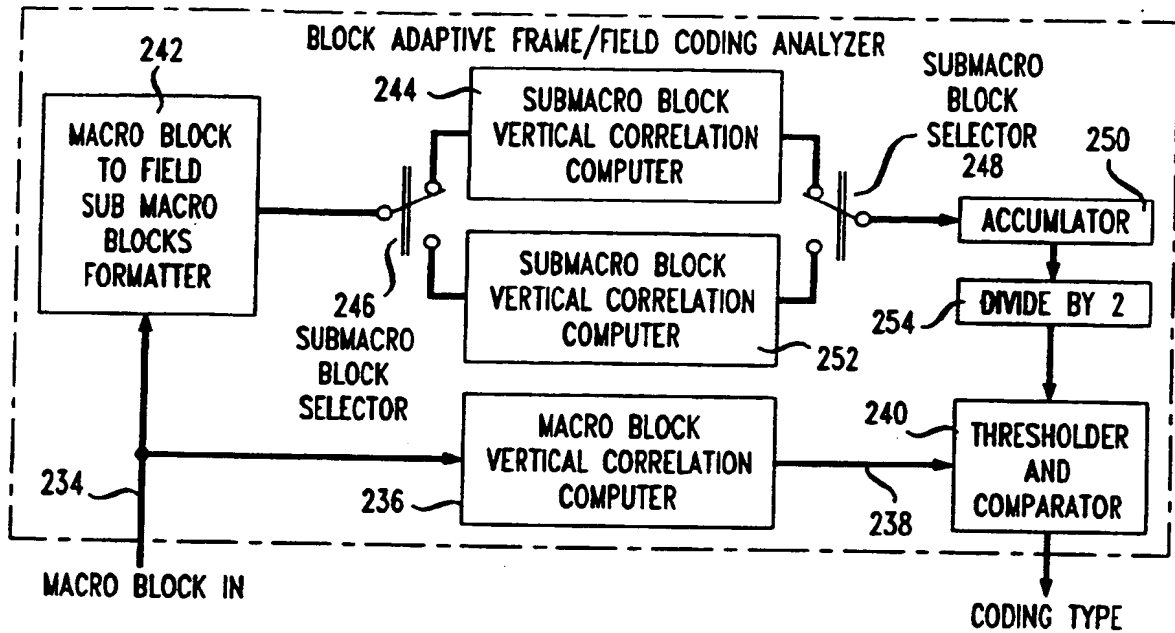 BLOCK ADAPTIVE FRAME/FIELD CODING ANALYZER
242
MACRO BLOCK
TO FIELD
SUB MACRO
BLOCKS
FORMATTER
244
SUBMACRO BLOCK
VERTICAL CORRELATION
COMPUTER
SUBMACRO
BLOCK
SELECTOR
248
250
ACCUMLATOR
246
SUBMACRO
BLOCK
SELECTOR
SUBMACRO BLOCK
VERTICAL CORRELATION
COMPUTER
252
254
DIVIDE BY 2
234
MACRO BLOCK
VERTICAL CORRELATION
COMPUTER
236
238
240
THRESHOLDER
AND
COMPARATOR
MACRO BLOCK IN
CODING TYPE